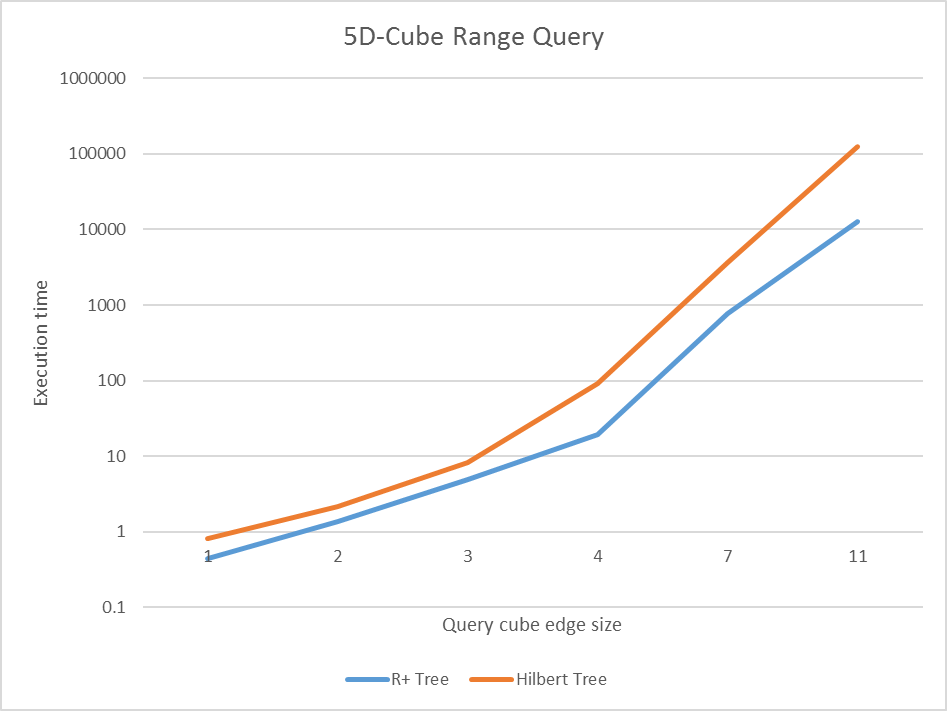 5D-Cube Range Query
1000000
100000
10000
1000
100
10
1
0.1
Execution time
1 2 3 4 7 11
Query cube edge size
R+ Tree Hilbert Tree